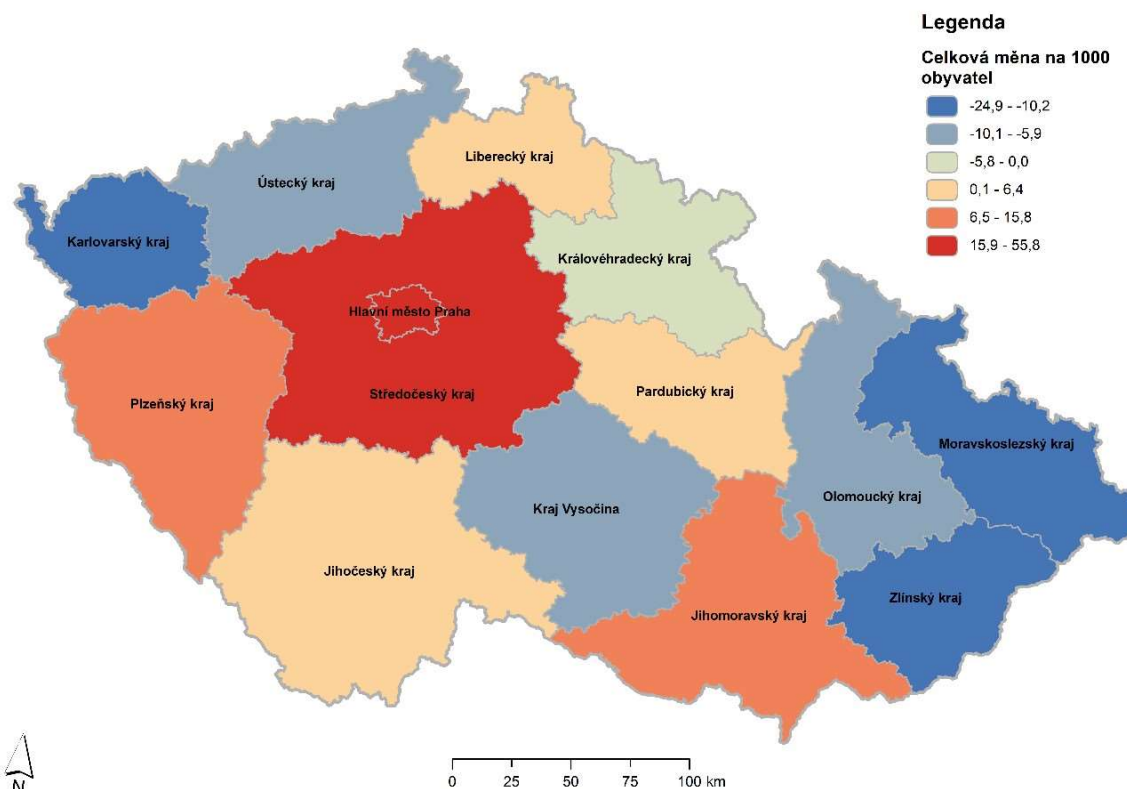 Legenda
Celková měna na 1000
obyvatel
-24,9 - -10,2
-10,1 - -5,9
-5,8 - 0,0
0,1 - 6,4
6,5 - 15,8
15,9 - 55,8
Liberecký kraj
Ústecký kraj
Karlovarský kraj
Královéhradecký kraj
Hlavní město Praha
Středočeský kraj
Plzeňský kraj
Pardubický kraj
Moravskoslezský kraj
Olomoucký kraj
Kraj Vysočina
Jihočeský kraj
Zlínský kraj
Jihomoravský kraj
N
0 25 50 75 100 km